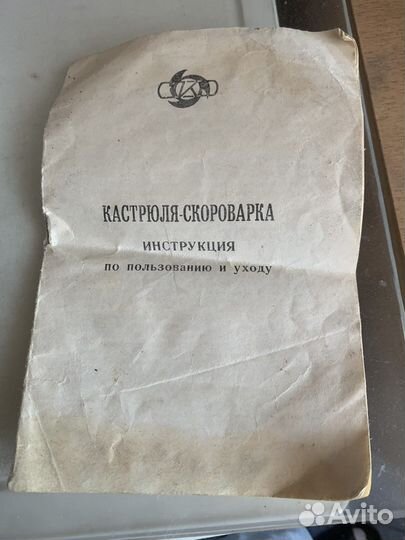 КАСТРЮЛЯ-СКОРОВАРКА
ИНСТРУКЦИЯ
по пользованию и уходу
Avito